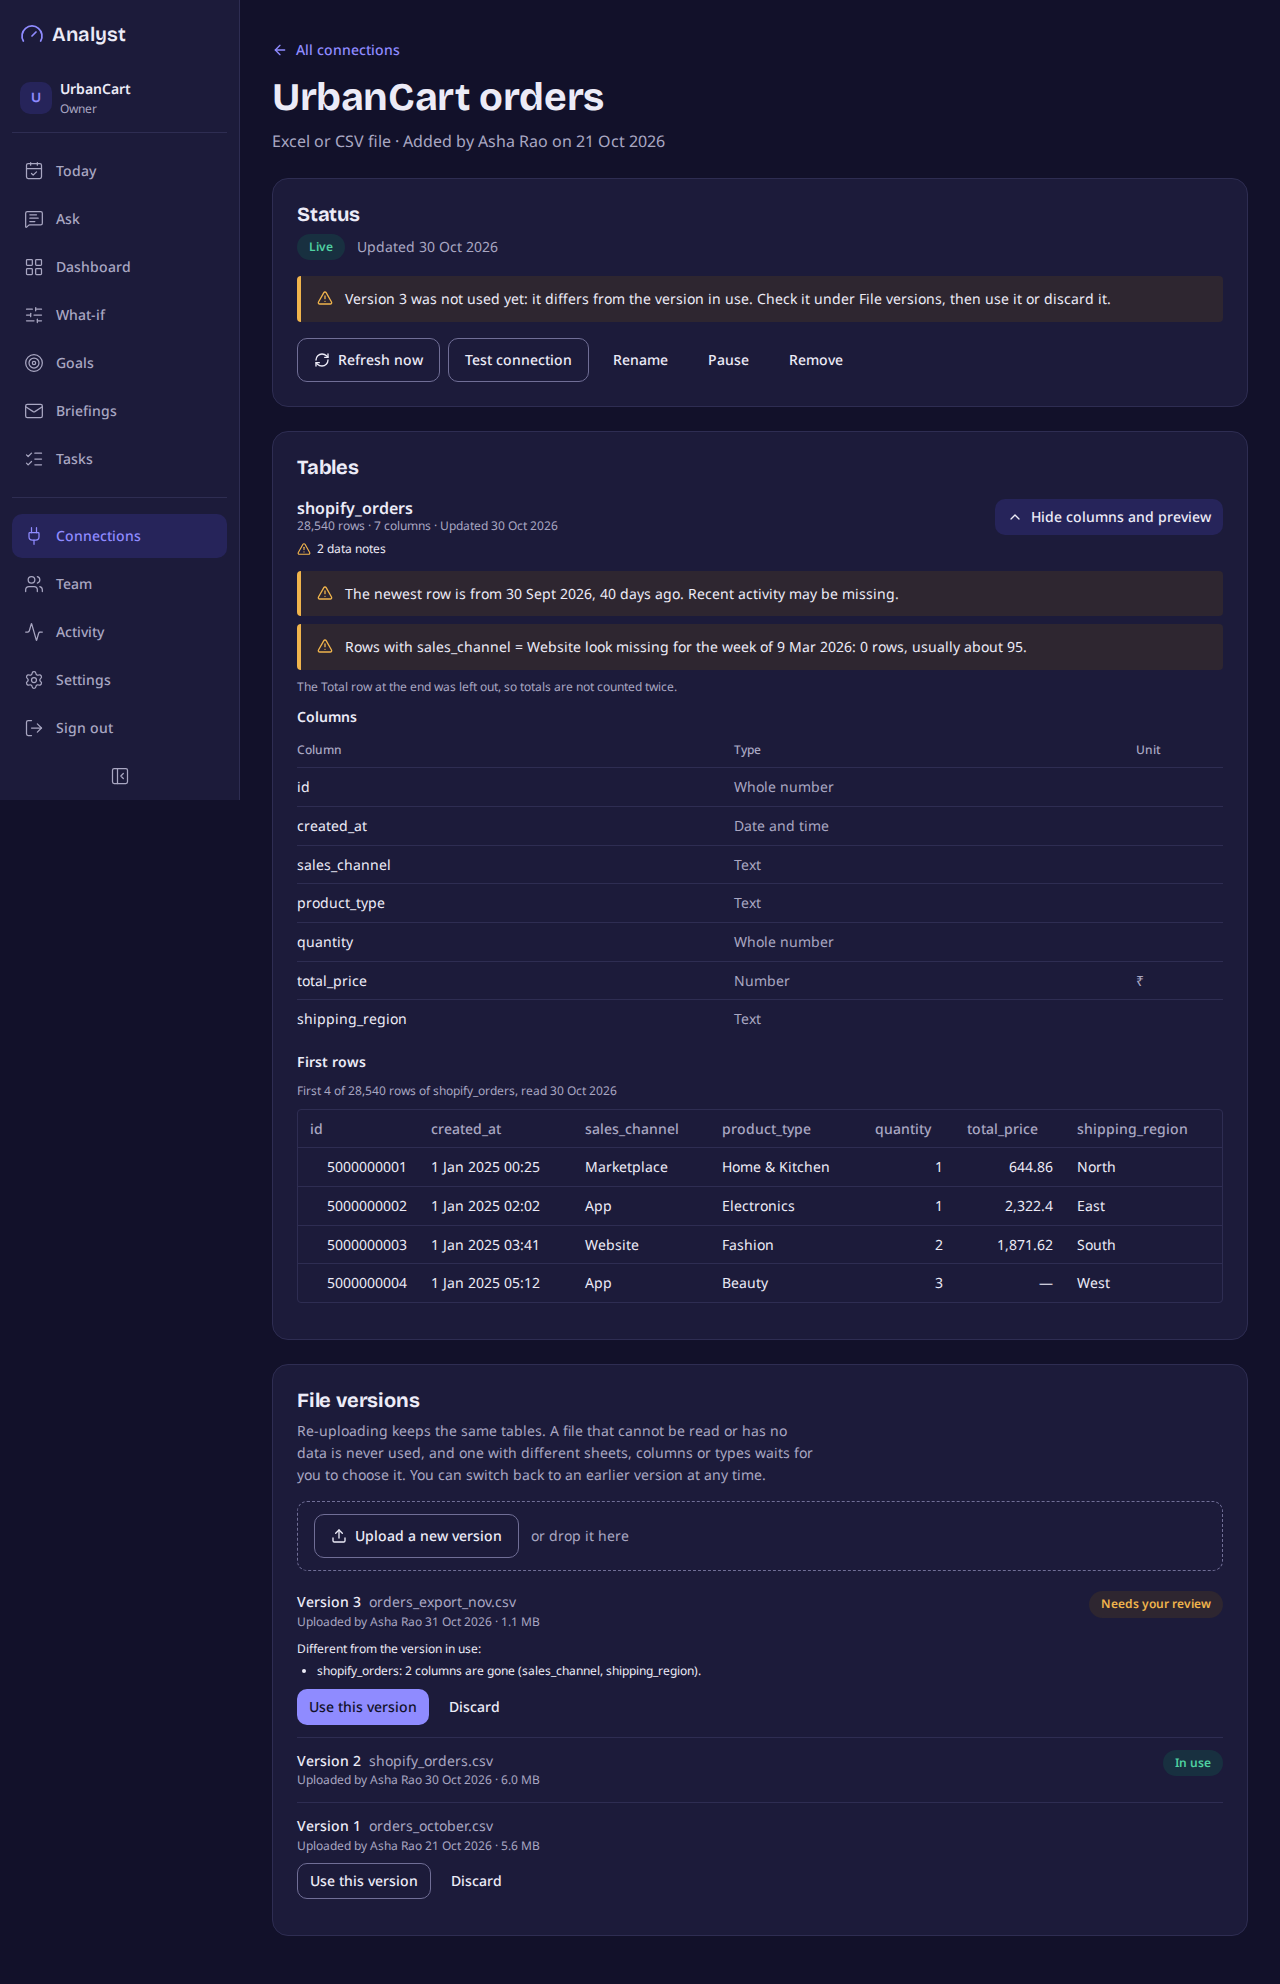 Analyst
U
UrbanCart
Owner
Today
Ask
Dashboard
What-if
Goals
Briefings
Tasks
Connections
Team
Activity
Settings
Sign out
All connections
UrbanCart orders
Excel or CSV file · Added by Asha Rao on 21 Oct 2026
Status
Live Updated 30 Oct 2026
Version 3 was not used yet: it differs from the version in use. Check it under File versions, then use it or discard it.
Refresh now Test connection Rename Pause Remove
Tables
shopify_orders
28,540 rows · 7 columns · Updated 30 Oct 2026
Hide columns and preview
2 data notes
The newest row is from 30 Sept 2026, 40 days ago. Recent activity may be missing.
Rows with sales_channel = Website look missing for the week of 9 Mar 2026: 0 rows, usually about 95.
The Total row at the end was left out, so totals are not counted twice.
Columns
Column Type Unit
id Whole number
created_at Date and time
sales_channel Text
product_type Text
quantity Whole number
total_price Number ₹
shipping_region Text
First rows
First 4 of 28,540 rows of shopify_orders, read 30 Oct 2026
id created_at sales_channel product_type quantity total_price shipping_region
5000000001 1 Jan 2025 00:25 Marketplace Home & Kitchen 1 644.86 North
5000000002 1 Jan 2025 02:02 App Electronics 1 2,322.4 East
5000000003 1 Jan 2025 03:41 Website Fashion 2 1,871.62 South
5000000004 1 Jan 2025 05:12 App Beauty 3 — West
File versions
Re-uploading keeps the same tables. A file that cannot be read or has no
data is never used, and one with different sheets, columns or types waits for
you to choose it. You can switch back to an earlier version at any time.
Upload a new version or drop it here
Version 3 orders_export_nov.csv
Needs your review
Uploaded by Asha Rao 31 Oct 2026 · 1.1 MB
Different from the version in use:
• shopify_orders: 2 columns are gone (sales_channel, shipping_region).
Use this version Discard
Version 2 shopify_orders.csv
In use
Uploaded by Asha Rao 30 Oct 2026 · 6.0 MB
Version 1 orders_october.csv
Uploaded by Asha Rao 21 Oct 2026 · 5.6 MB
Use this version Discard